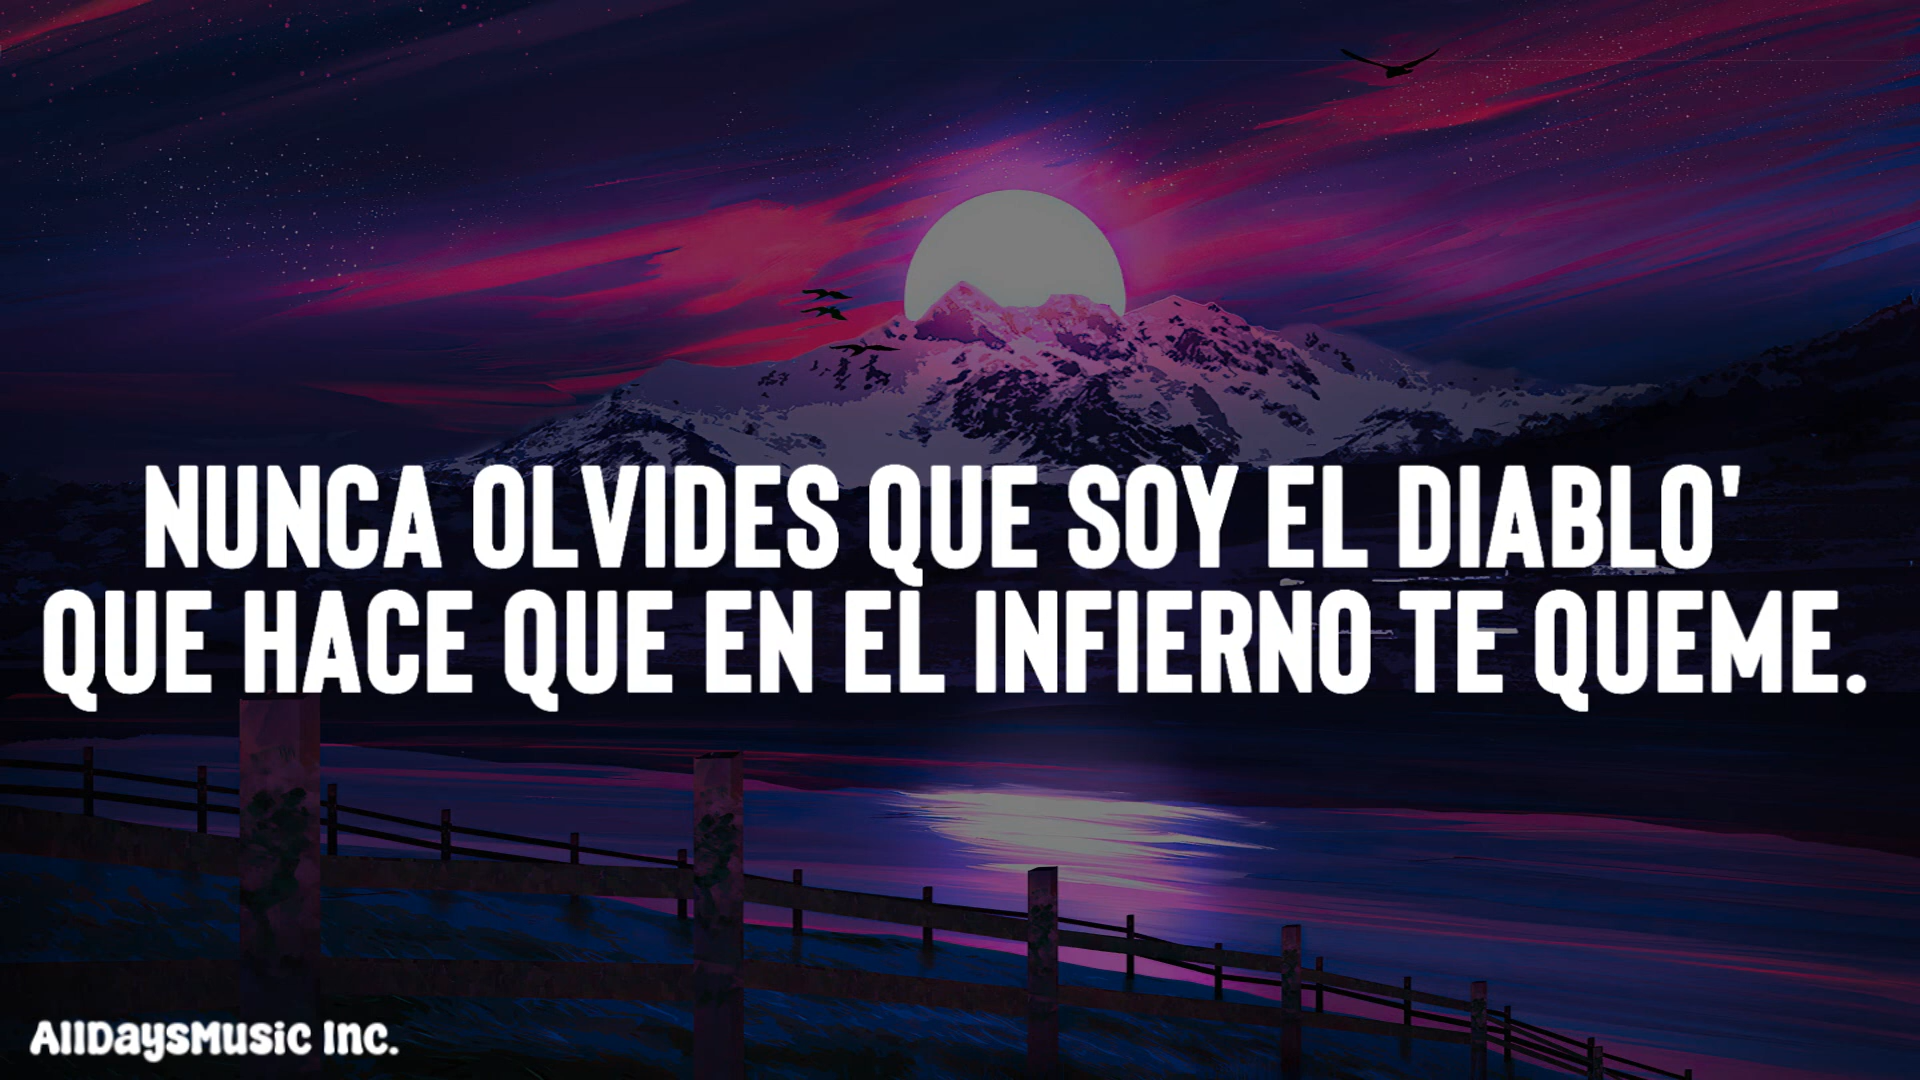 NUNCA OLVIDES QUE SOY EL DIABLO'
QUE HACE QUE EN EL INFIERNO TE QUEME.
AllDaysMusic Inc.